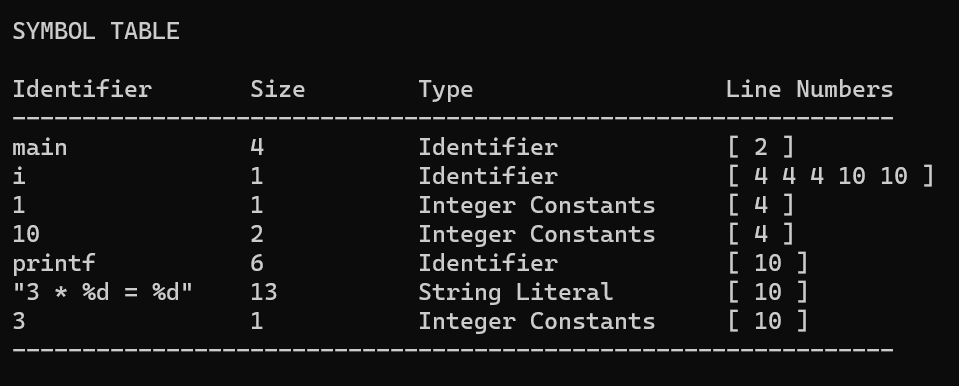 SYMBOL TABLE
Identifier Size Type Line Numbers
main 4 Identifier [ 2 ]
i 1 Identifier [ 4 4 4 10 10 ]
1 1 Integer Constants [ 4 ]
10 2 Integer Constants [ 4 ]
printf 6 Identifier [ 10 ]
"3 * %d = %d" 13 String Literal [ 10 ]
3 1 Integer Constants [ 10 ]